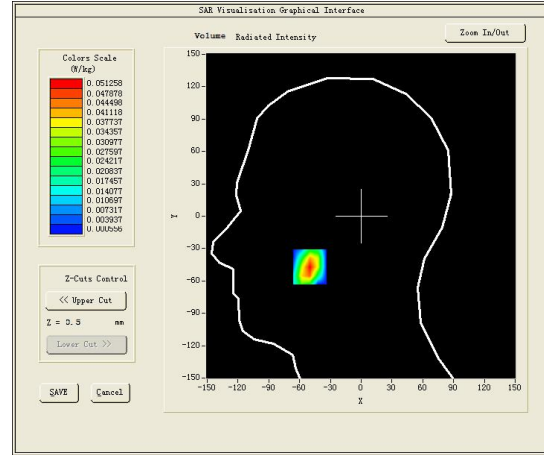 SAR Visualisation Graphical Interface
Volume Radiated Intensity
Zoom In/Out
Colors Scale
(W/kg)
0.051258
0.047878
0.044498
0.041118
0.037737
0.034357
0.030977
0.027597
0.024217
0.020837
0.017457
0.014077
0.010697
0.007317
0.003937
0.000556
Z-Cuts Control
<< Upper Cut
Z = 3.5 mm
Lower Cut >>
SAVE Cancel
150
120
90
60
30
0
-30
-60
-90
-120
-150
Y
-150 -120 -90 -60 -30 0 30 60 90 120 150
X